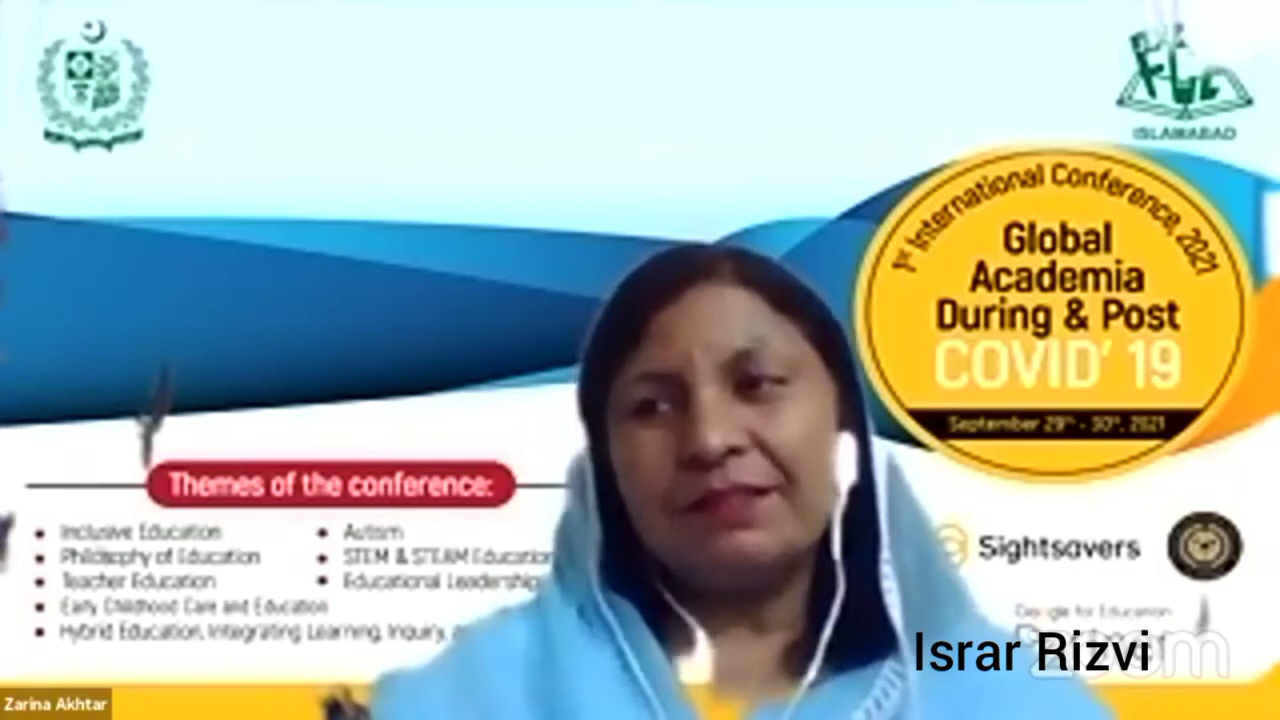 ISLAMABAD
1st International Conference, 2021
Global
Academia
During & Post
COVID' 19
September 29th - 30th, 2021
Themes of the conference:
Inclusive Education
Philosophy of Education
Teacher Education
Early Childhood Care and Education
Hybrid Education, Integrating Learning, Inquiry,
Autism
STEM & STEAM Education
Educational Leadership
Sightsavers
Google for Education
Israr Rizvi
zoom
Zarina Akhtar